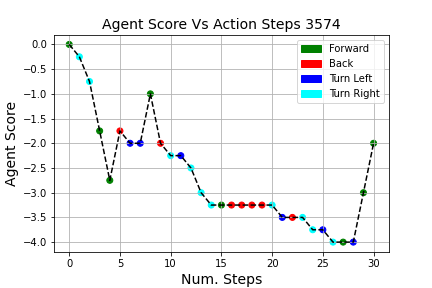 Agent Score Vs Action Steps 3574
0.0
−0.5
−1.0
−1.5
−2.0
−2.5
−3.0
−3.5
−4.0
Agent Score
Forward
Back
Turn Left
Turn Right
0 5 10 15 20 25 30
Num. Steps